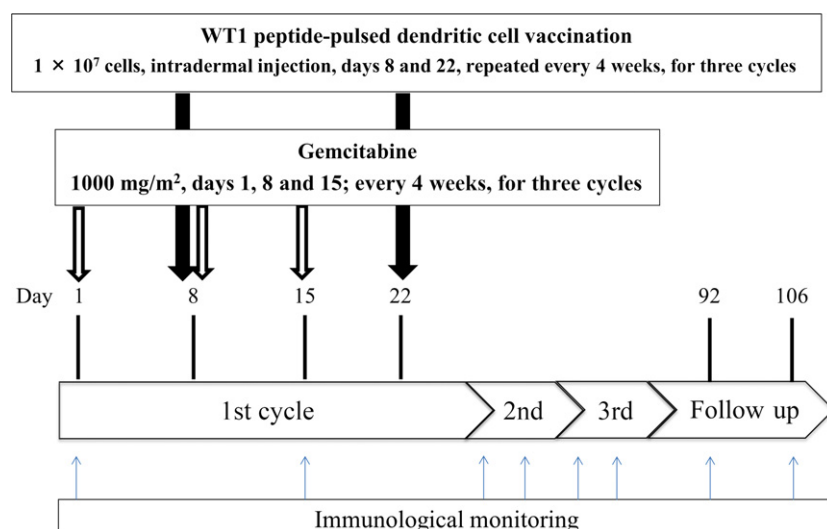 WT1 peptide-pulsed dendritic cell vaccination
1 × 10⁷ cells, intradermal injection, days 8 and 22, repeated every 4 weeks, for three cycles
Gemcitabine
1000 mg/m², days 1, 8 and 15; every 4 weeks, for three cycles
Day 1 8 15 22 92 106
1st cycle 2nd 3rd Follow up
Immunological monitoring